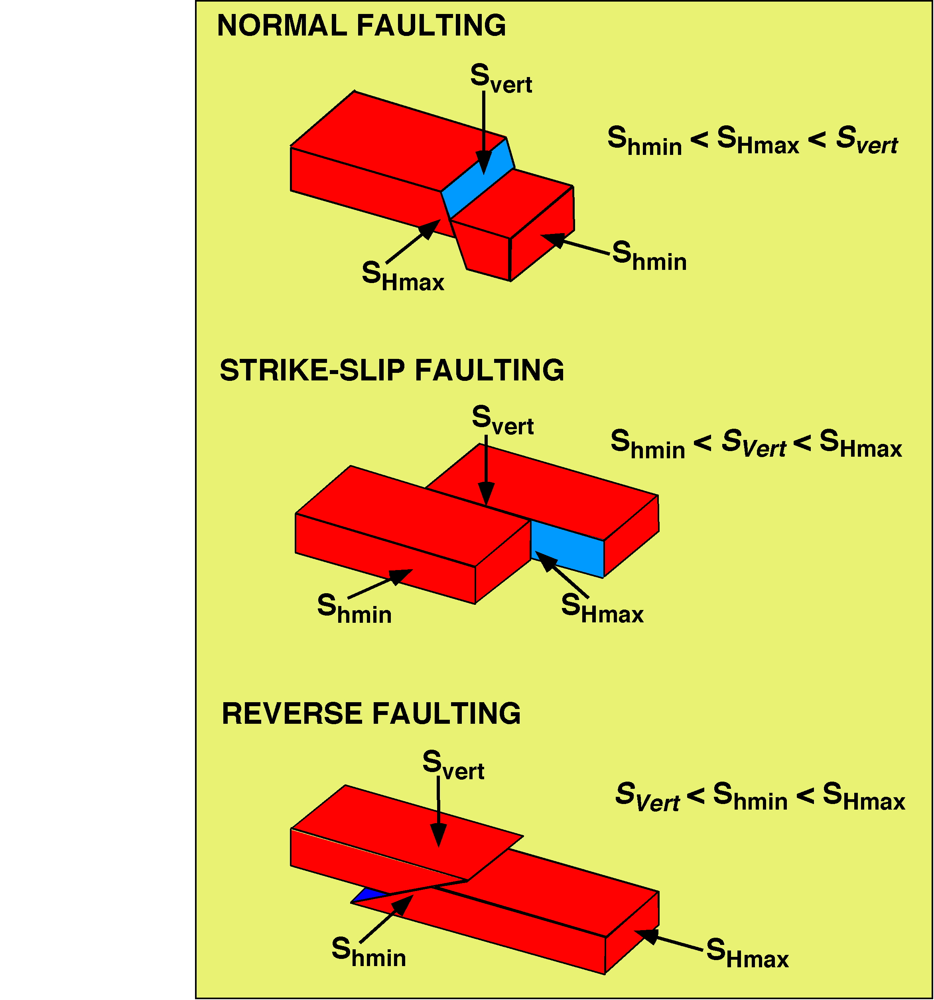 NORMAL FAULTING
Svert
Shmin < SHmax < Svert
Shmin
SHmax
STRIKE-SLIP FAULTING
Svert
Shmin < SVert < SHmax
Shmin
SHmax
REVERSE FAULTING
Svert
SVert < Shmin < SHmax
Shmin
SHmax